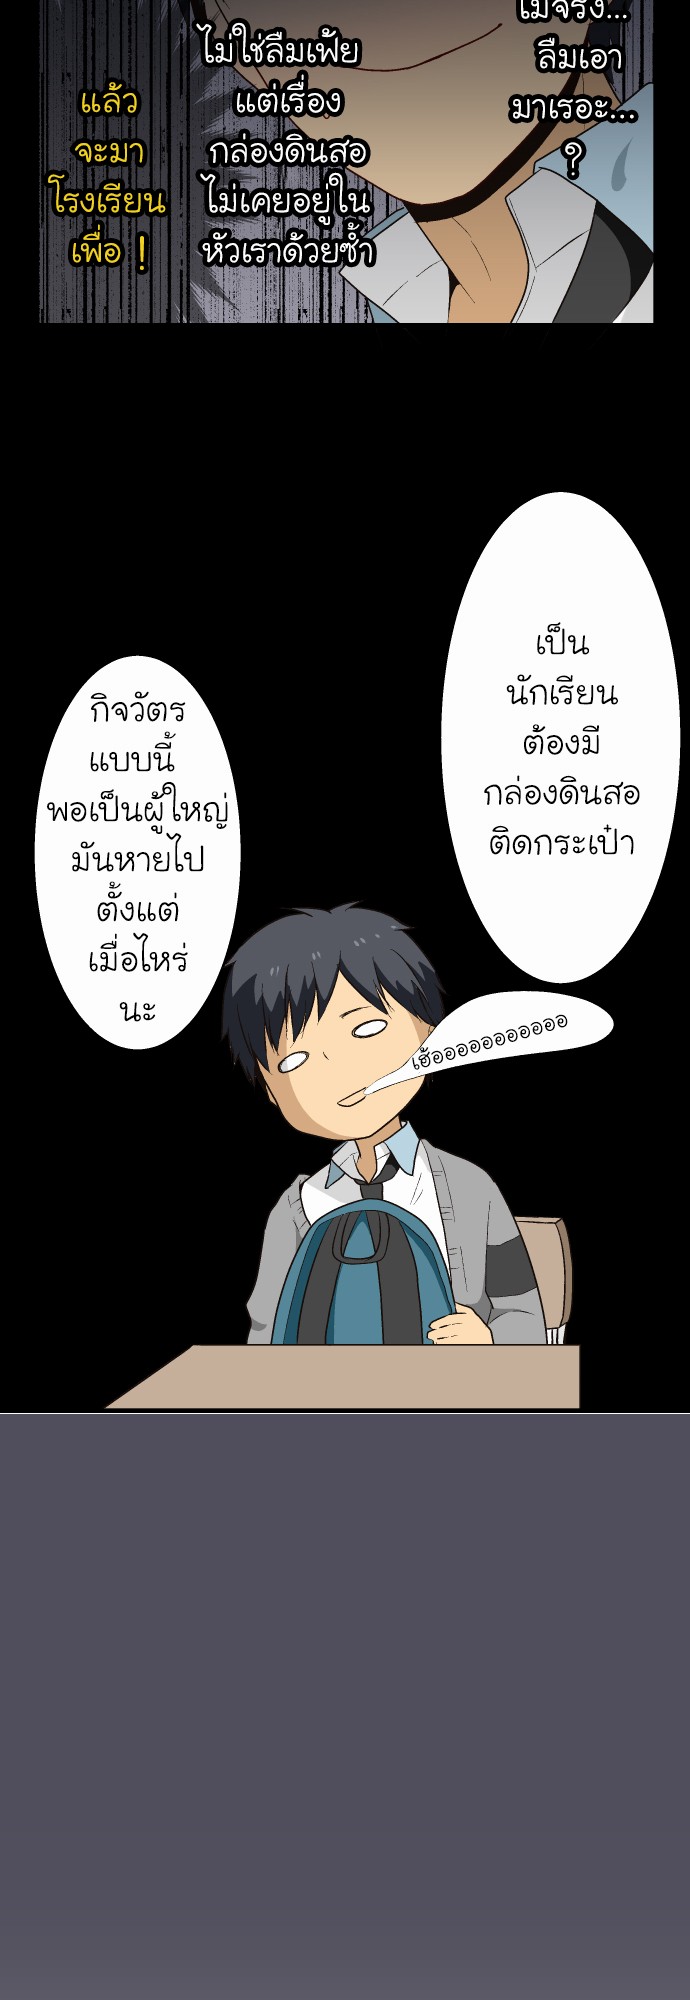 ไม่จริง...
ลืมเอา
มาเรอะ...
?
ไม่ใช่ลืมเฟ้ย
แต่เรื่อง
กล่องดินสอ
ไม่เคยอยู่ใน
หัวเราด้วยซ้ำ
แล้ว
จะมา
โรงเรียน
เพื่อ !
เป็น
นักเรียน
ต้องมี
กล่องดินสอ
ติดกระเป๋า
กิจวัตร
แบบนี้
พอเป็นผู้ใหญ่
มันหายไป
ตั้งแต่
เมื่อไหร่
นะ
เฮ้ออออออออออออ